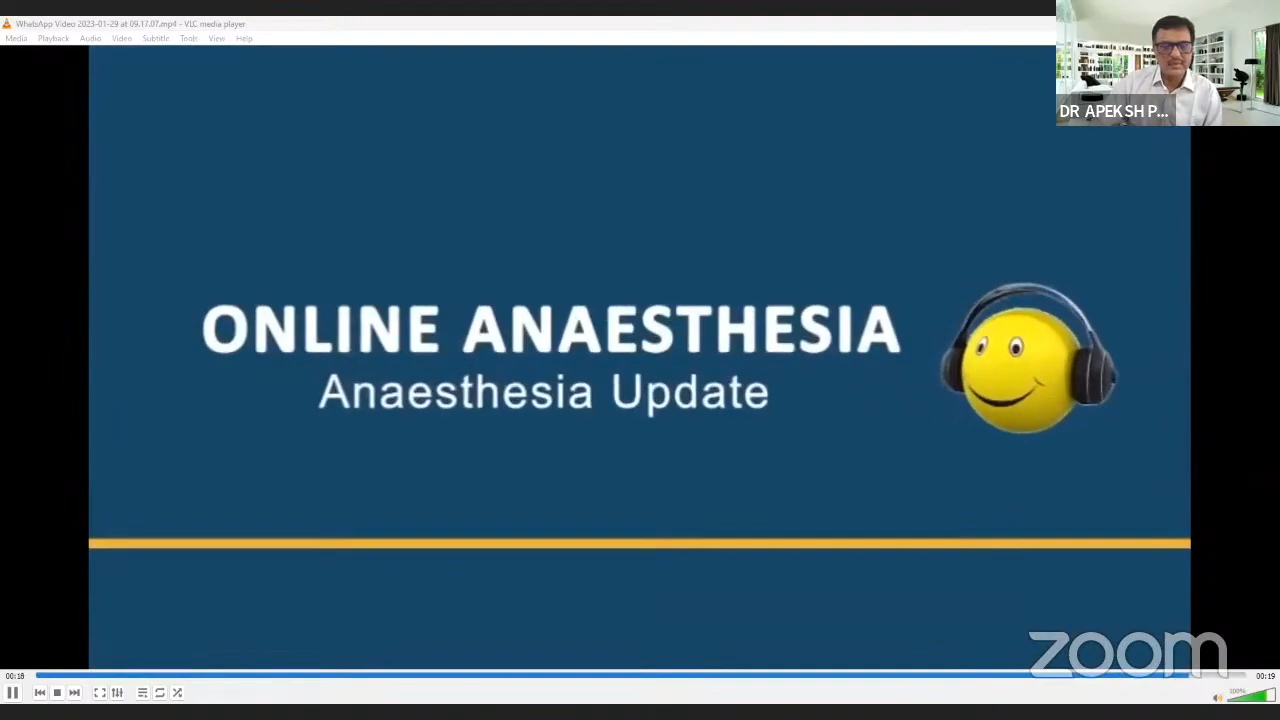 WhatsApp Video 2023-01-29 at 09.17.07.mp4 - VLC media player
Media Playback Audio Video Subtitle Tools View Help
DR APEKSH P...
ONLINE ANAESTHESIA
Anaesthesia Update
zoom
00:18
00:19
100%